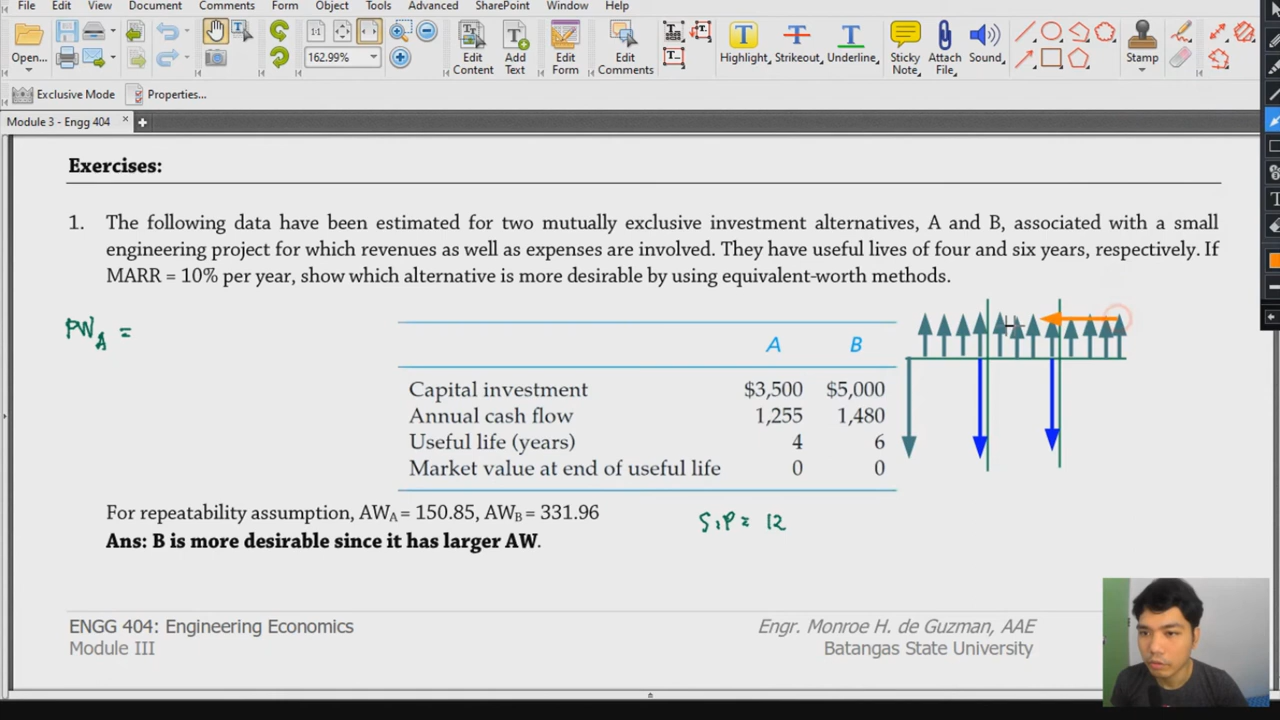 File Edit View Document Comments Form Object Tools Advanced SharePoint Window Help
Open... 1:1 162.99% Edit Content Add Text Edit Form Edit Comments Highlight Strikeout Underline Sticky Note Attach File Sound Stamp
Exclusive Mode Properties...
Module 3 - Engg 404
Exercises:
1. The following data have been estimated for two mutually exclusive investment alternatives, A and B, associated with a small
engineering project for which revenues as well as expenses are involved. They have useful lives of four and six years, respectively. If
MARR = 10% per year, show which alternative is more desirable by using equivalent-worth methods.
PW_A =
A B
Capital investment $3,500 $5,000
Annual cash flow 1,255 1,480
Useful life (years) 4 6
Market value at end of useful life 0 0
For repeatability assumption, AW_A = 150.85, AW_B = 331.96
S.P = 12
Ans: B is more desirable since it has larger AW.
ENGG 404: Engineering Economics
Module III
Engr. Monroe H. de Guzman, AAE
Batangas State University